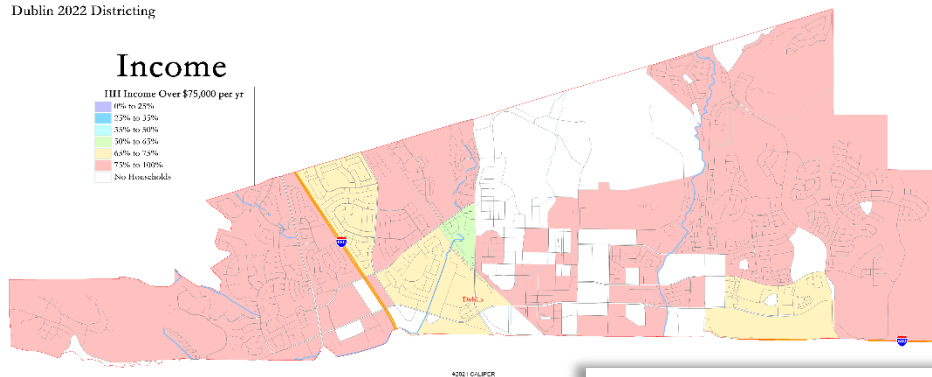 Dublin 2022 Districting
Income
HH Income Over $75,000 per yr
0% to 25%
25% to 35%
35% to 50%
50% to 65%
65% to 75%
75% to 100%
No Households
Dublin
©2021 CALIPER